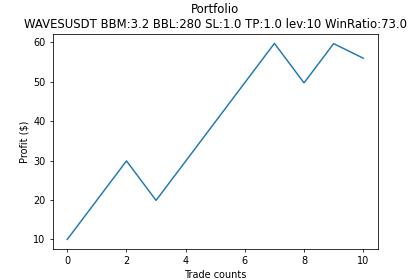 Portfolio
WAVESUSDT BBM:3.2 BBL:280 SL:1.0 TP:1.0 lev:10 WinRatio:73.0
60
50
40
30
20
10
Profit ($)
0 2 4 6 8 10
Trade counts